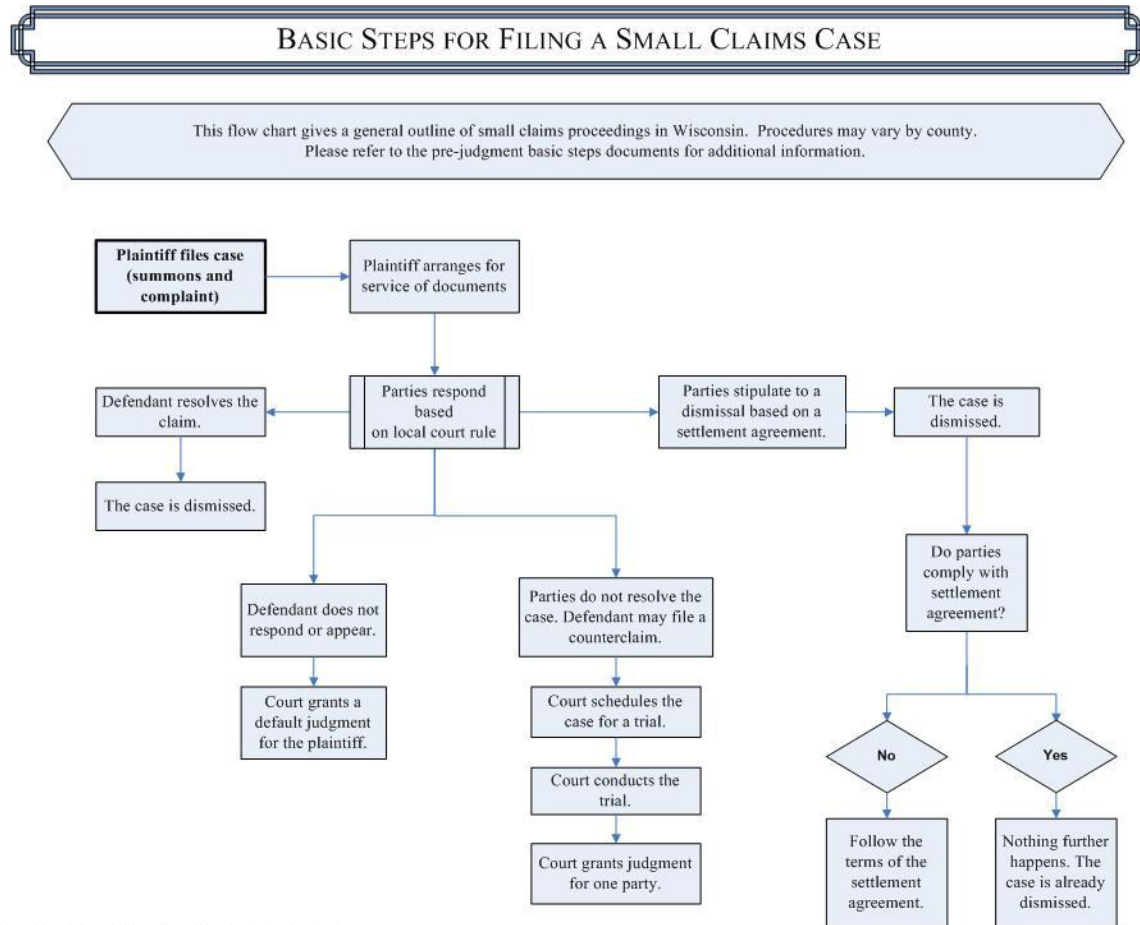 BASIC STEPS FOR FILING A SMALL CLAIMS CASE
This flow chart gives a general outline of small claims proceedings in Wisconsin. Procedures may vary by county.
Please refer to the pre-judgment basic steps documents for additional information.
Plaintiff files case
(summons and
complaint)
Plaintiff arranges for
service of documents
Defendant resolves the
claim.
Parties respond
based
on local court rule
Parties stipulate to a
dismissal based on a
settlement agreement.
The case is
dismissed.
The case is dismissed.
Defendant does not
respond or appear.
Parties do not resolve the
case. Defendant may file a
counterclaim.
Do parties
comply with
settlement
agreement?
Court grants a
default judgment
for the plaintiff.
Court schedules the
case for a trial.
Court conducts the
trial.
Court grants judgment
for one party.
No
Yes
Follow the
terms of the
settlement
agreement.
Nothing further
happens. The
case is already
dismissed.